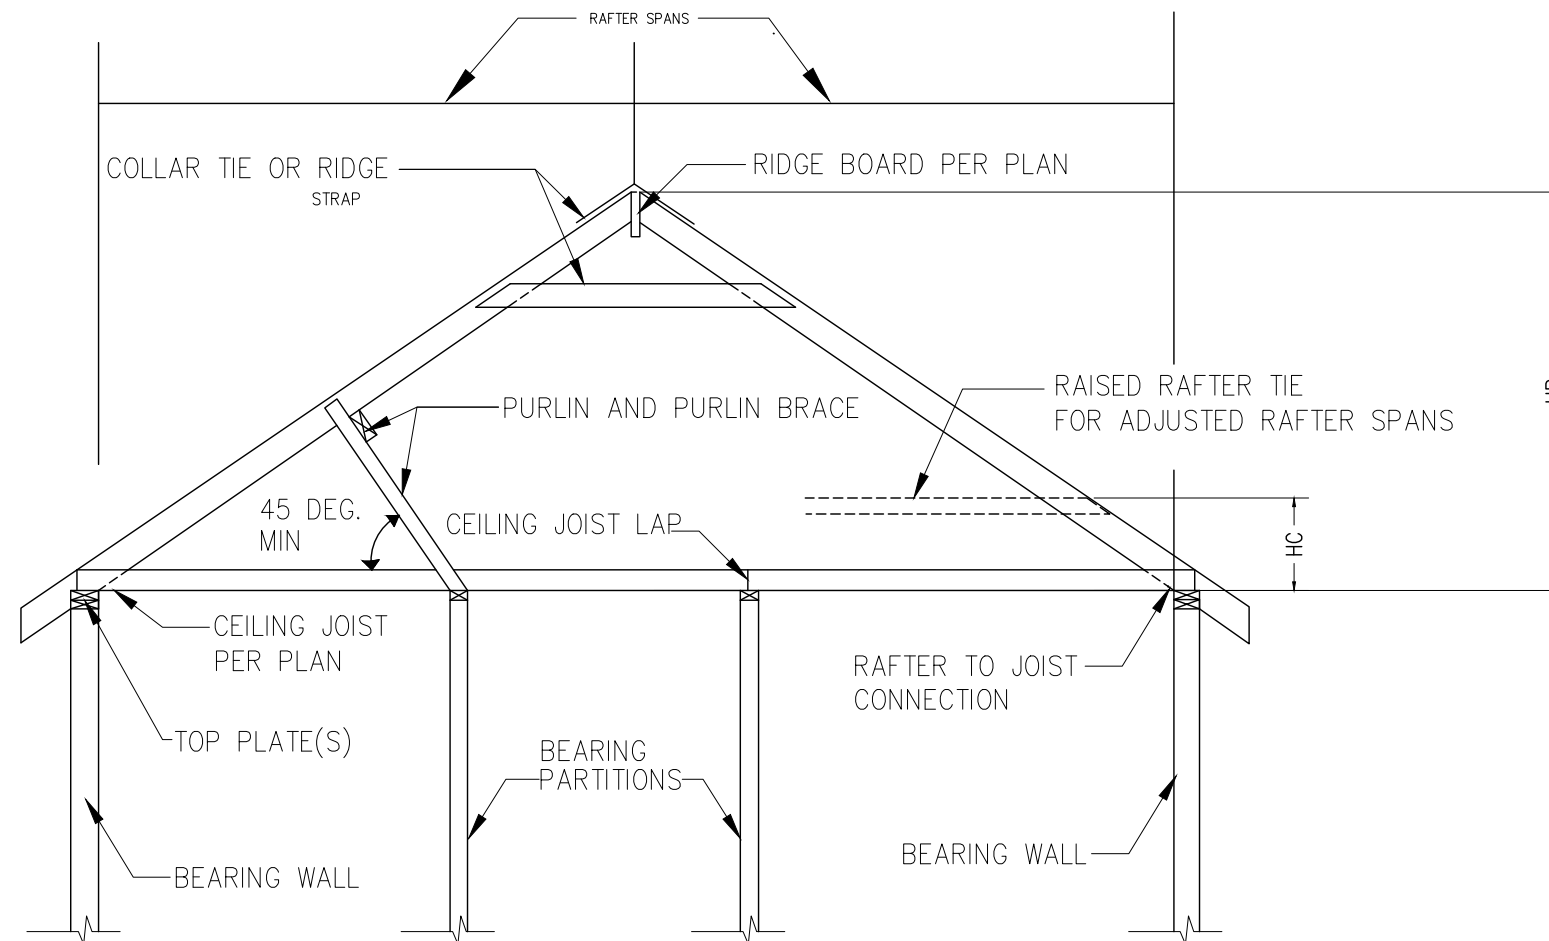 RAFTER SPANS
COLLAR TIE OR RIDGE
STRAP
RIDGE BOARD PER PLAN
RAISED RAFTER TIE
FOR ADJUSTED RAFTER SPANS
PURLIN AND PURLIN BRACE
45 DEG.
MIN
CEILING JOIST LAP
HC
CEILING JOIST
PER PLAN
RAFTER TO JOIST
CONNECTION
TOP PLATE(S)
BEARING
PARTITIONS
BEARING WALL
BEARING WALL